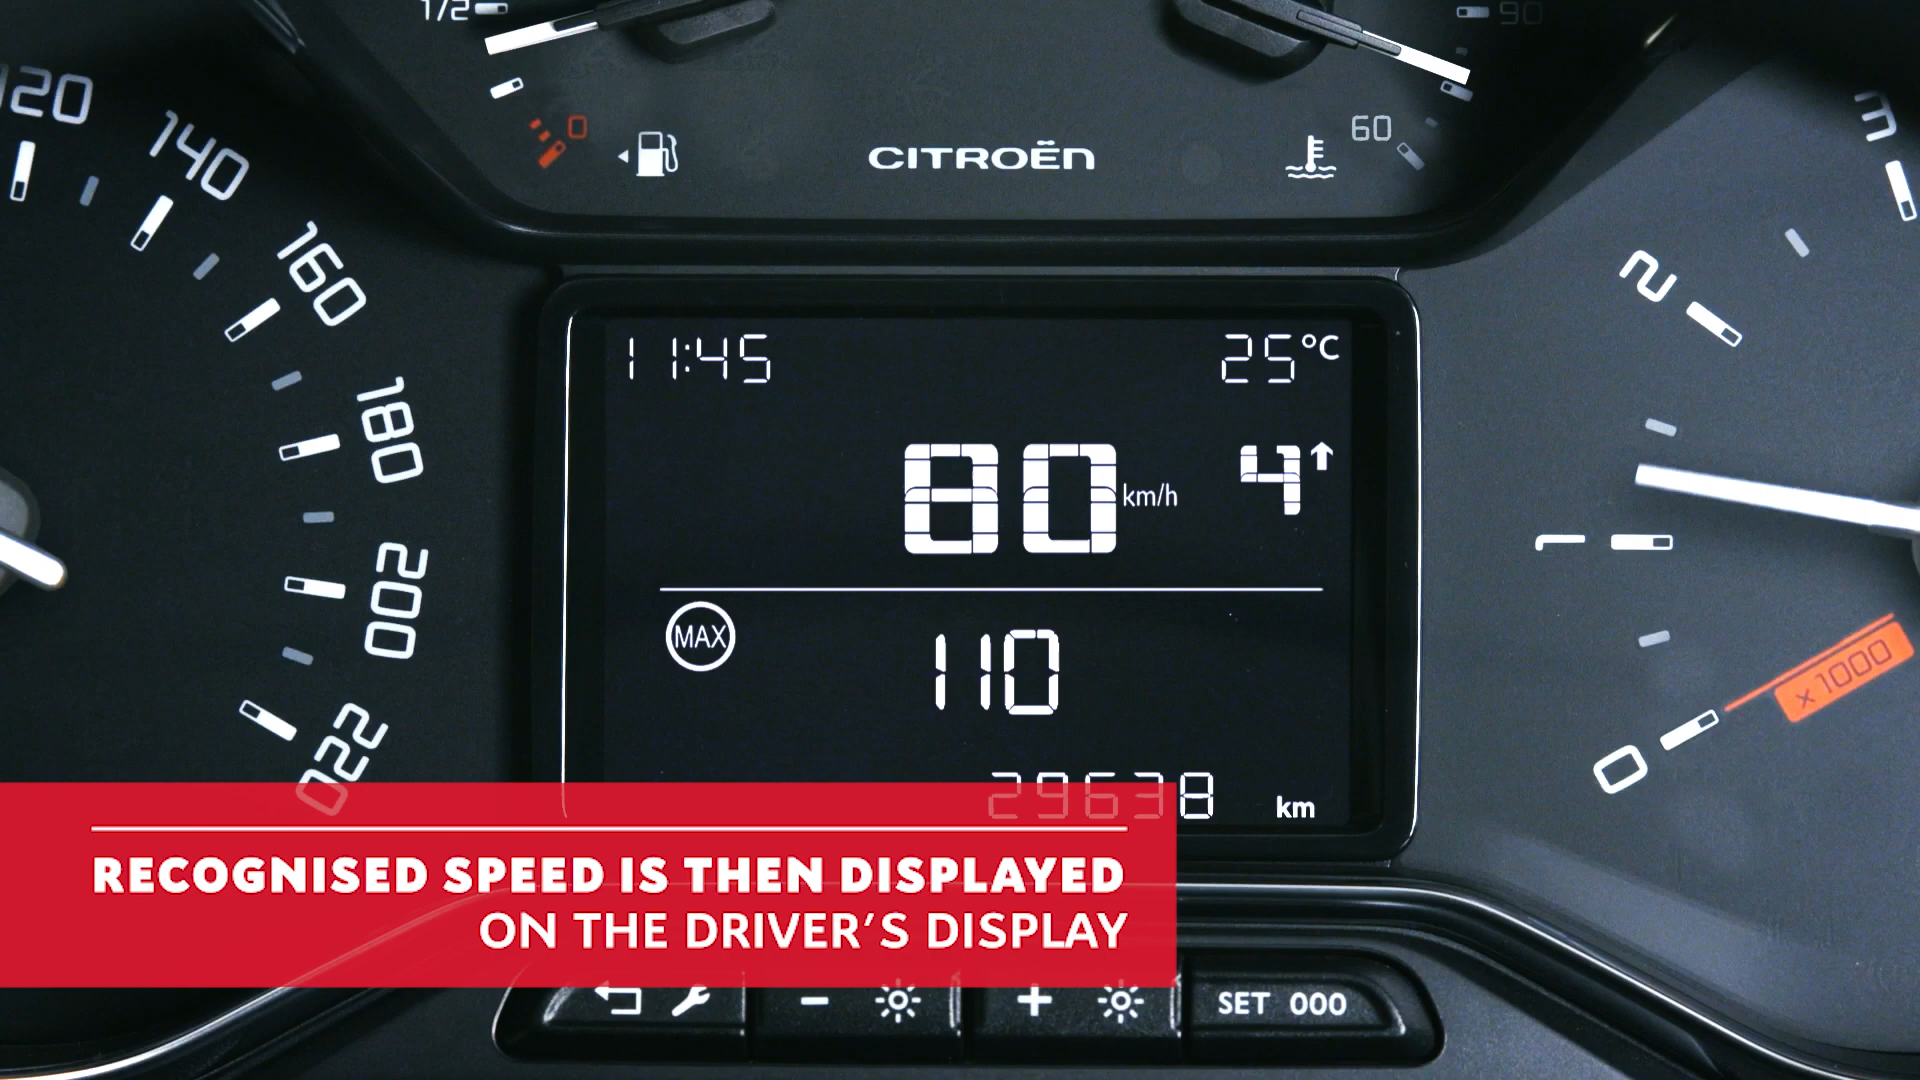 1/2
90
0
60
CITROËN
120
140
160
180
200
220
3
2
1
0
x1000
11:45
25°C
80 km/h
4
MAX
110
29638 km
RECOGNISED SPEED IS THEN DISPLAYED
ON THE DRIVER'S DISPLAY
SET 000